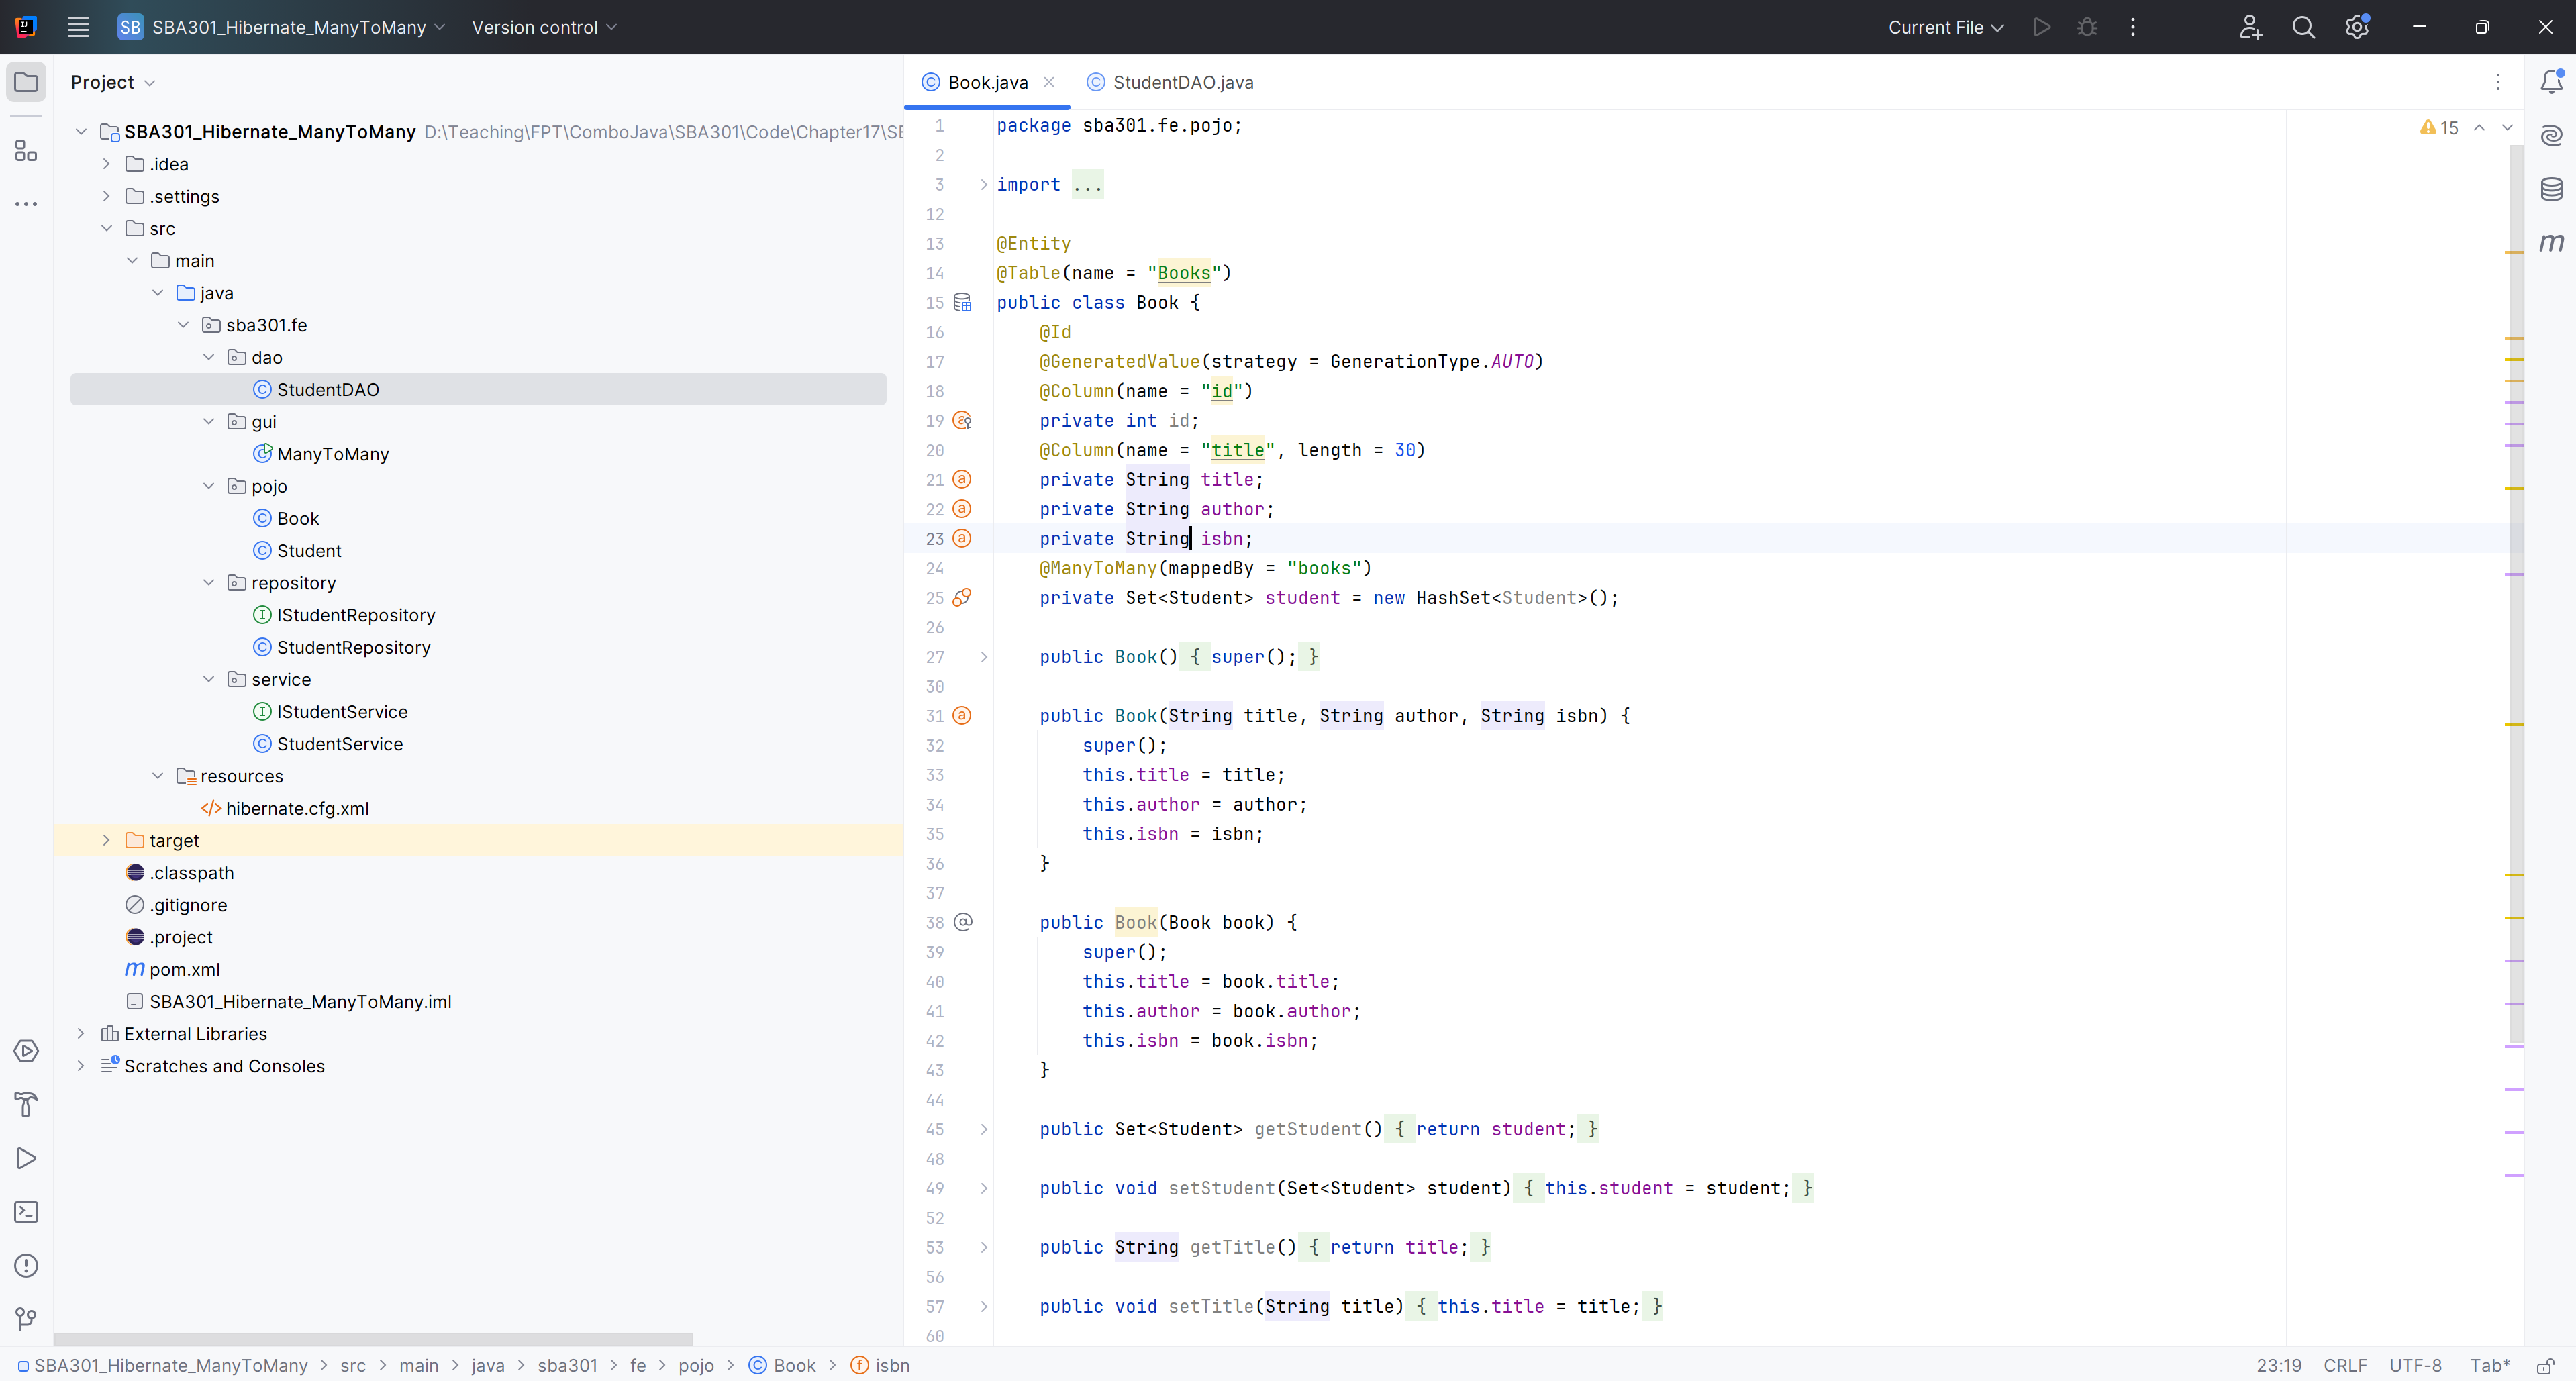 SB SBA301_Hibernate_ManyToMany Version control Current File
Project
SBA301_Hibernate_ManyToMany D:\Teaching\FPT\ComboJava\SBA301\Code\Chapter17\SE
.idea
.settings
src
main
java
sba301.fe
dao
StudentDAO
gui
ManyToMany
pojo
Book
Student
repository
IStudentRepository
StudentRepository
service
IStudentService
StudentService
resources
hibernate.cfg.xml
target
.classpath
.gitignore
.project
pom.xml
SBA301_Hibernate_ManyToMany.iml
External Libraries
Scratches and Consoles
Book.java StudentDAO.java
15
1 package sba301.fe.pojo;
2
3 import ...
12
13 @Entity
14 @Table(name = "Books")
15 public class Book {
16 @Id
17 @GeneratedValue(strategy = GenerationType.AUTO)
18 @Column(name = "id")
19 private int id;
20 @Column(name = "title", length = 30)
21 private String title;
22 private String author;
23 private String isbn;
24 @ManyToMany(mappedBy = "books")
25 private Set<Student> student = new HashSet<Student>();
26
27 public Book() { super(); }
30
31 public Book(String title, String author, String isbn) {
32 super();
33 this.title = title;
34 this.author = author;
35 this.isbn = isbn;
36 }
37
38 public Book(Book book) {
39 super();
40 this.title = book.title;
41 this.author = book.author;
42 this.isbn = book.isbn;
43 }
44
45 public Set<Student> getStudent() { return student; }
48
49 public void setStudent(Set<Student> student) { this.student = student; }
52
53 public String getTitle() { return title; }
56
57 public void setTitle(String title) { this.title = title; }
60
SBA301_Hibernate_ManyToMany > src > main > java > sba301 > fe > pojo > Book > isbn 23:19 CRLF UTF-8 Tab*